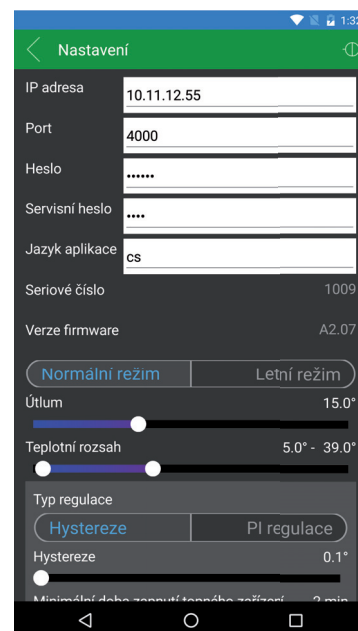 1:32
Nastavení
IP adresa 10.11.12.55
Port 4000
Heslo ••••••
Servisní heslo ••••
Jazyk aplikace cs
Seriové číslo 1009
Verze firmware A2.07
Normální režim Letní režim
Útlum 15.0°
Teplotní rozsah 5.0° - 39.0°
Typ regulace
Hystereze PI regulace
Hystereze 0.1°
Minimální doba zapnutí topného zařízení 2 min